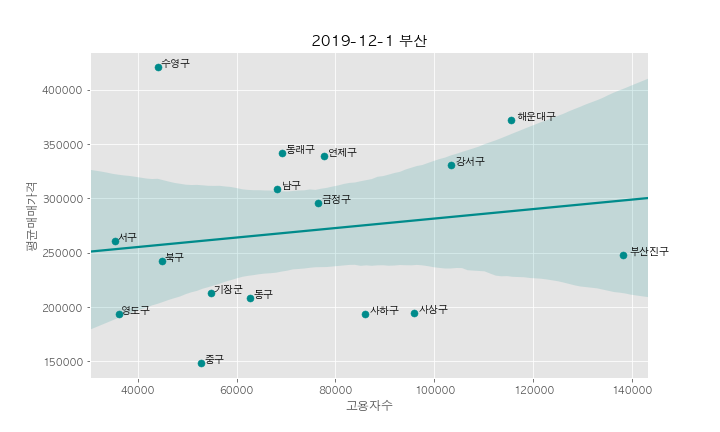 2019-12-1 부산
수영구
해운대구
동래구
연제구
강서구
남구
금정구
서구
북구
부산진구
기장군
동구
영도구
사하구
사상구
중구
400000
350000
300000
250000
200000
150000
평균매매가격
40000
60000
80000
100000
120000
140000
고용자수